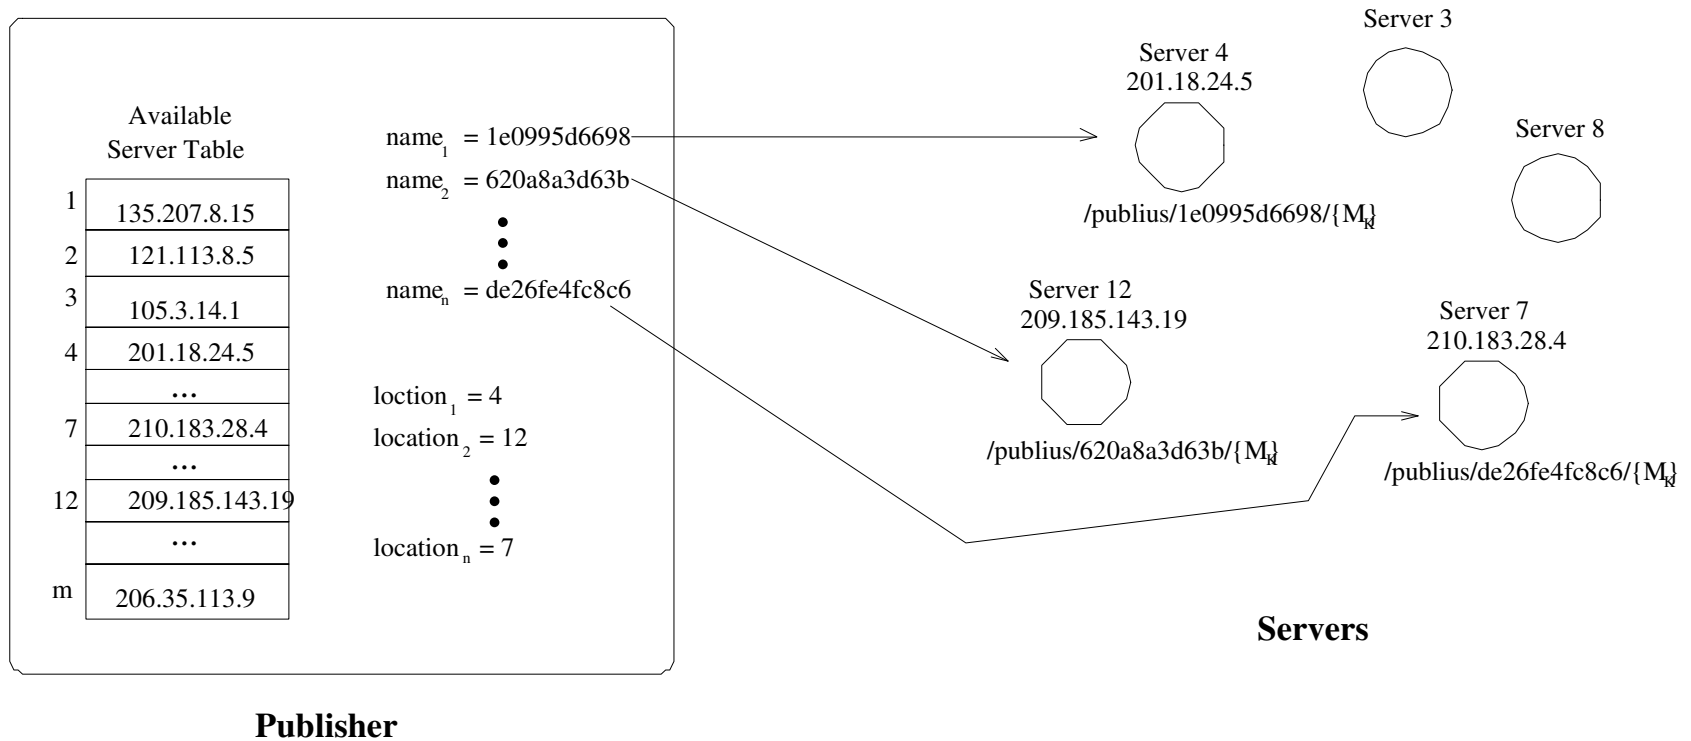 Available
Server Table
1 135.207.8.15
2 121.113.8.5
3 105.3.14.1
4 201.18.24.5
...
7 210.183.28.4
...
12 209.185.143.19
...
m 206.35.113.9
name1 = 1e0995d6698
name2 = 620a8a3d63b
namen = de26fe4fc8c6
loction1 = 4
location2 = 12
locationn = 7
Publisher
Server 3
Server 4
201.18.24.5
/publius/1e0995d6698/{MK}
Server 8
Server 12
209.185.143.19
/publius/620a8a3d63b/{MK}
Server 7
210.183.28.4
/publius/de26fe4fc8c6/{MK}
Servers